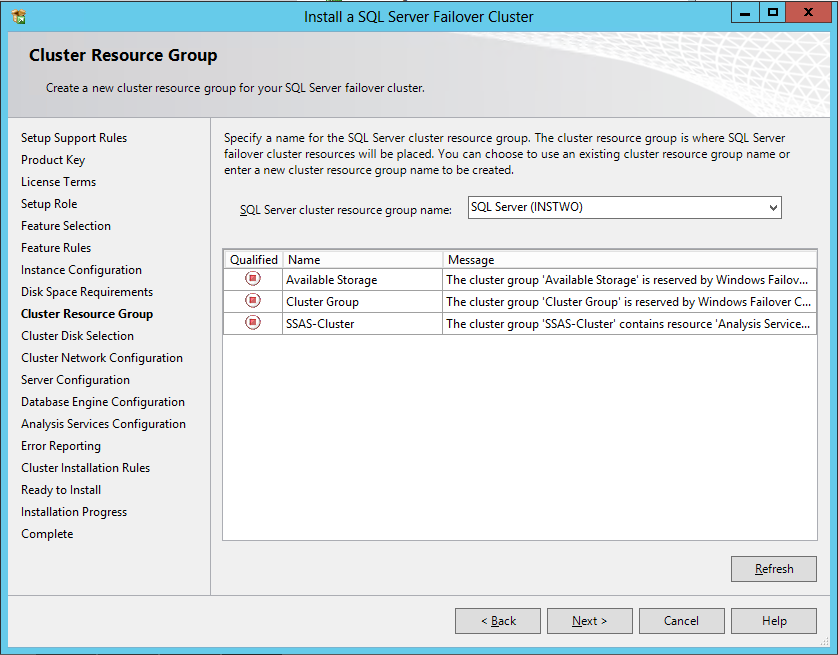 Install a SQL Server Failover Cluster
Cluster Resource Group
Create a new cluster resource group for your SQL Server failover cluster.
Setup Support Rules
Product Key
License Terms
Setup Role
Feature Selection
Feature Rules
Instance Configuration
Disk Space Requirements
Cluster Resource Group
Cluster Disk Selection
Cluster Network Configuration
Server Configuration
Database Engine Configuration
Analysis Services Configuration
Error Reporting
Cluster Installation Rules
Ready to Install
Installation Progress
Complete
Specify a name for the SQL Server cluster resource group. The cluster resource group is where SQL Server
failover cluster resources will be placed. You can choose to use an existing cluster resource group name or
enter a new cluster resource group name to be created.
SQL Server cluster resource group name: SQL Server (INSTWO)
Qualified Name Message
Available Storage The cluster group 'Available Storage' is reserved by Windows Failov...
Cluster Group The cluster group 'Cluster Group' is reserved by Windows Failover C...
SSAS-Cluster The cluster group 'SSAS-Cluster' contains resource 'Analysis Service...
Refresh
< Back Next > Cancel Help